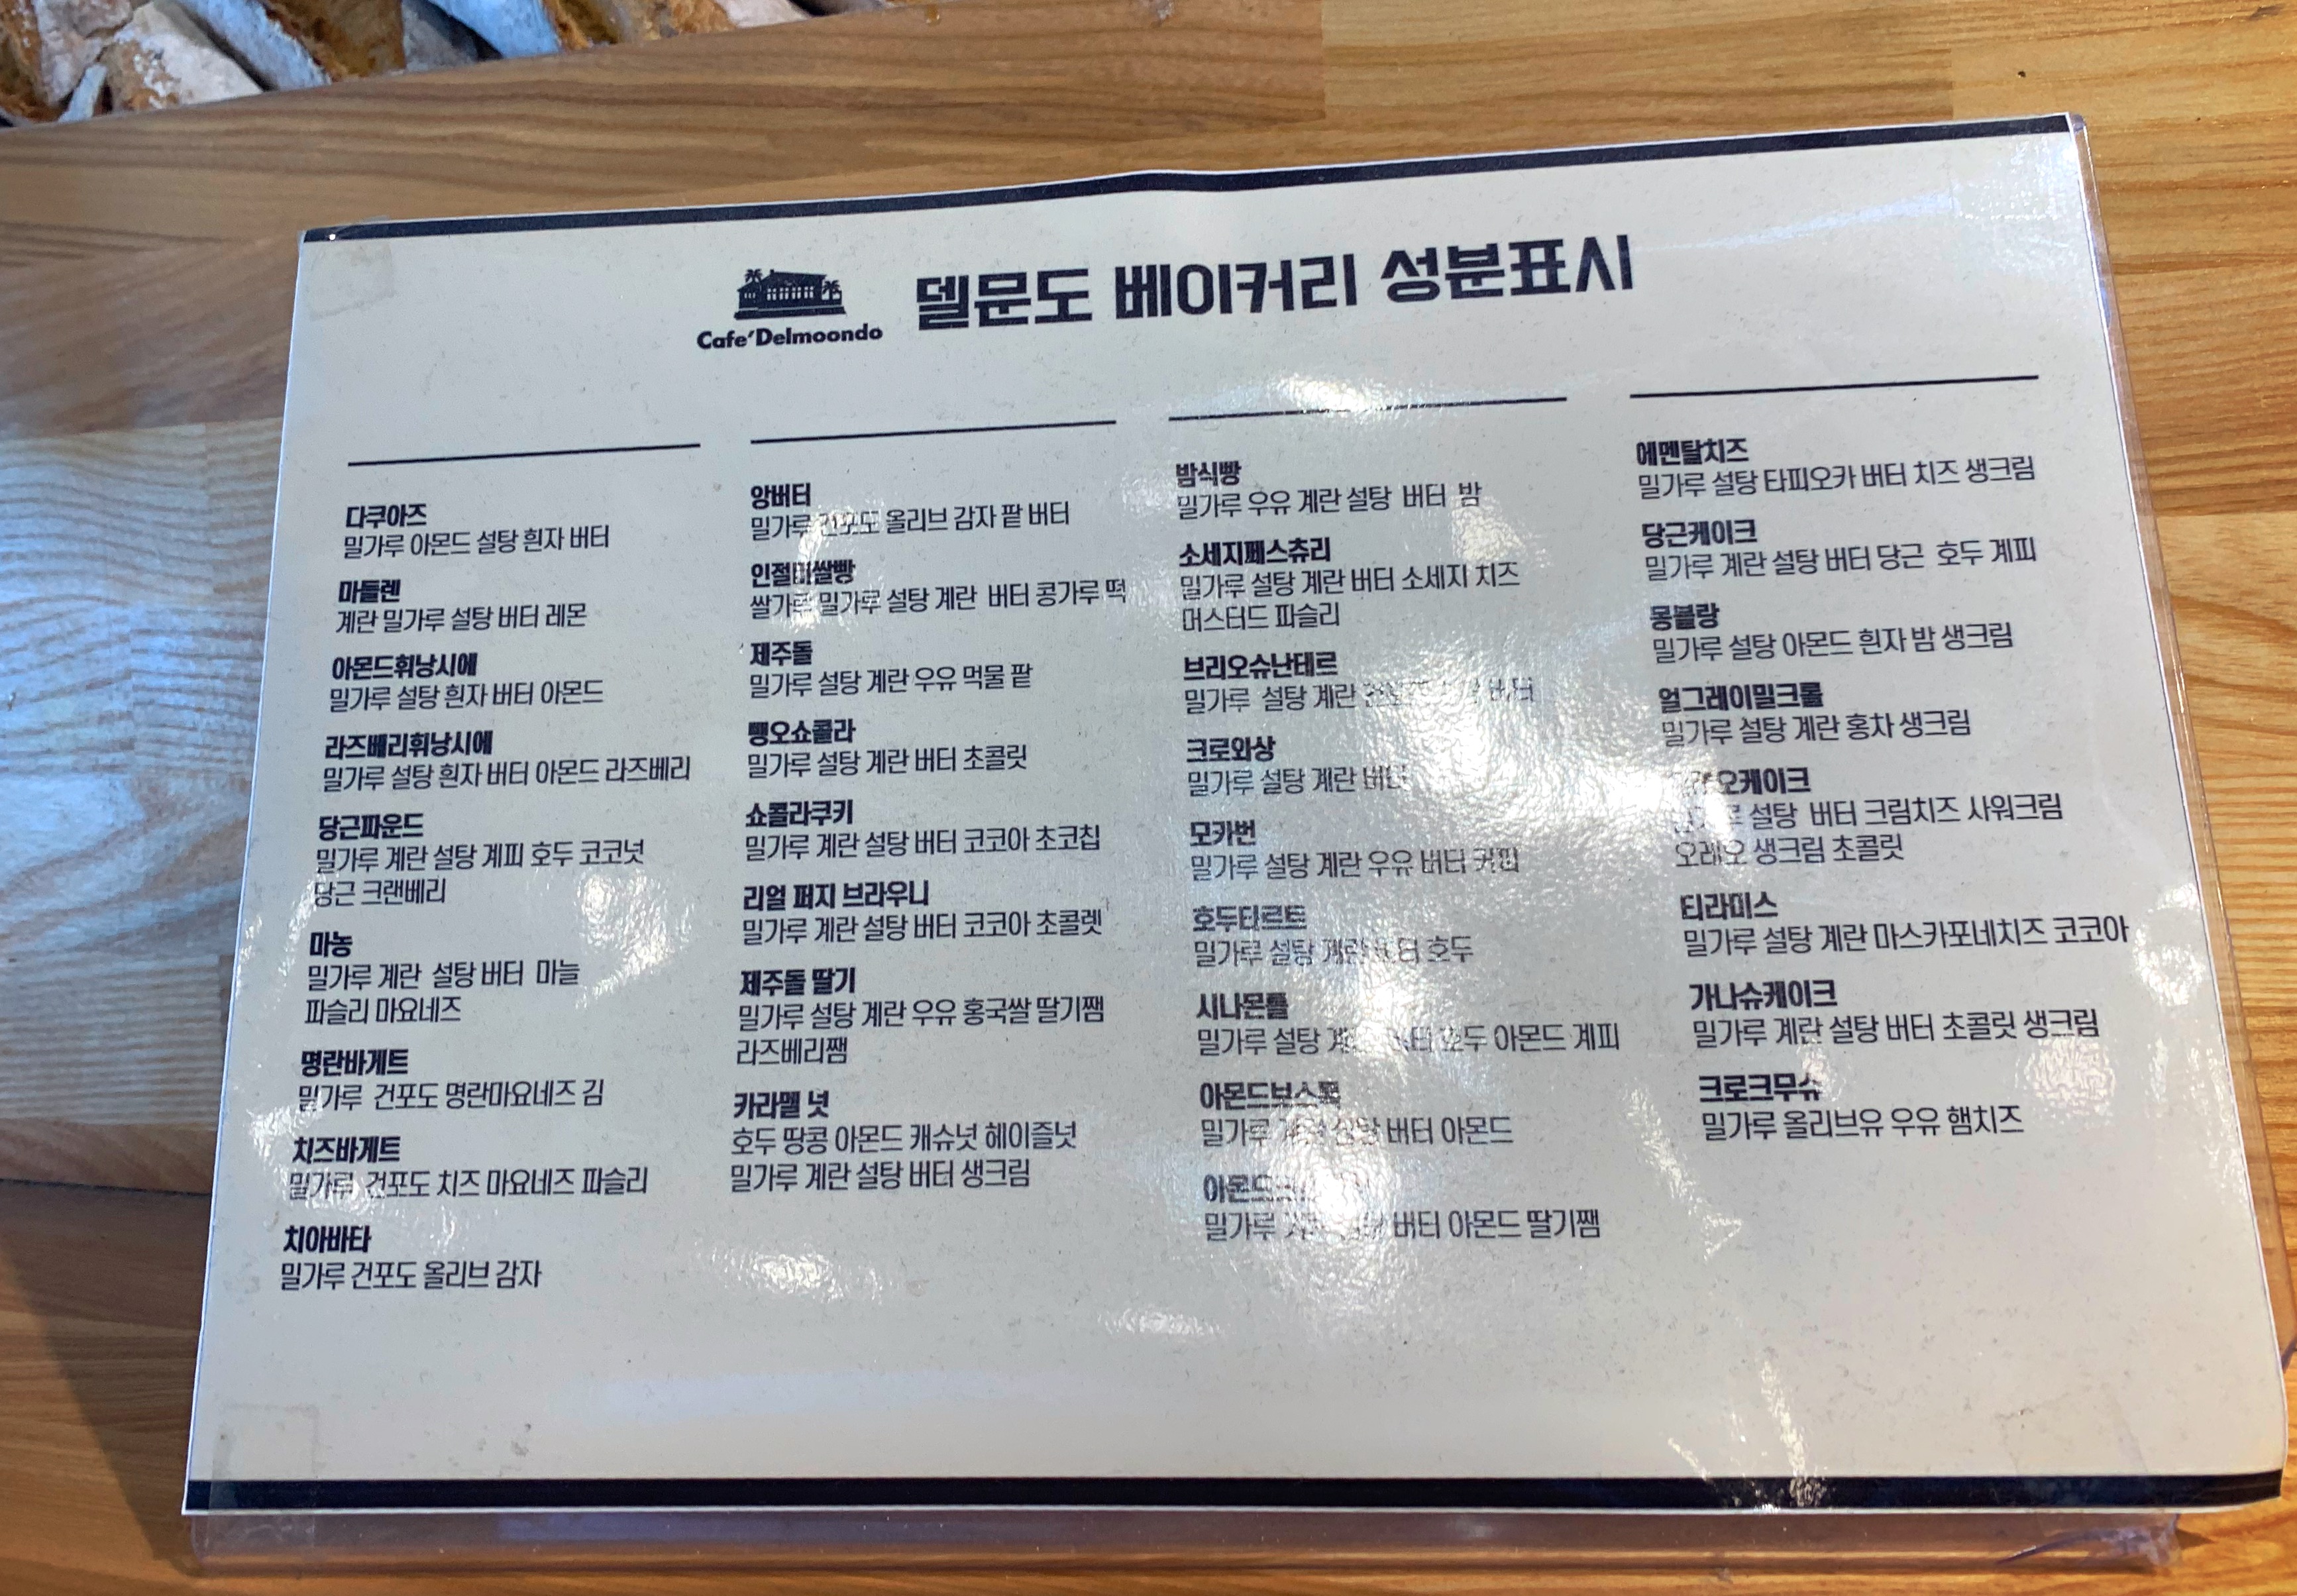 Cafe'Delmoondo
델문도 베이커리 성분표시
다쿠아즈
밀가루 아몬드 설탕 흰자 버터
마들렌
계란 밀가루 설탕 버터 레몬
아몬드휘낭시에
밀가루 설탕 흰자 버터 아몬드
라즈베리휘낭시에
밀가루 설탕 흰자 버터 아몬드 라즈베리
당근파운드
밀가루 계란 설탕 계피 호두 코코넛
당근 크랜베리
마농
밀가루 계란 설탕 버터 마늘
파슬리 마요네즈
명란바게트
밀가루 건포도 명란마요네즈 김
치즈바게트
밀가루 건포도 치즈 마요네즈 파슬리
치아바타
밀가루 건포도 올리브 감자
앙버터
밀가루 건포도 올리브 감자 팥 버터
인절미쌀빵
쌀가루 밀가루 설탕 계란 버터 콩가루 떡
제주돌
밀가루 설탕 계란 우유 먹물 팥
뺑오쇼콜라
밀가루 설탕 계란 버터 초콜릿
쇼콜라쿠키
밀가루 계란 설탕 버터 코코아 초코칩
리얼 퍼지 브라우니
밀가루 계란 설탕 버터 코코아 초콜렛
제주돌 딸기
밀가루 설탕 계란 우유 홍국쌀 딸기쨈
라즈베리쨈
카라멜 넛
호두 땅콩 아몬드 캐슈넛 헤이즐넛
밀가루 계란 설탕 버터 생크림
밤식빵
밀가루 우유 계란 설탕 버터 밤
소세지페스츄리
밀가루 설탕 계란 버터 소세지 치즈
머스터드 파슬리
브리오슈난테르
밀가루 설탕 계란 버터
크로와상
밀가루 설탕 계란 버터
모카번
밀가루 설탕 계란 우유 버터 커피
호두타르트
밀가루 설탕 계란 버터 호두
시나몬롤
밀가루 설탕 버터 호두 아몬드 계피
아몬드보스톡
밀가루 설탕 버터 아몬드
밀가루 버터 아몬드 딸기쨈
에멘탈치즈
밀가루 설탕 타피오카 버터 치즈 생크림
당근케이크
밀가루 계란 설탕 버터 당근 호두 계피
몽블랑
밀가루 설탕 아몬드 흰자 밤 생크림
얼그레이밀크롤
밀가루 설탕 계란 홍차 생크림
설탕 버터 크림치즈 사워크림
오레오 생크림 초콜릿
티라미스
밀가루 설탕 계란 마스카포네치즈 코코아
가나슈케이크
밀가루 계란 설탕 버터 초콜릿 생크림
크로크무슈
밀가루 올리브유 우유 햄치즈